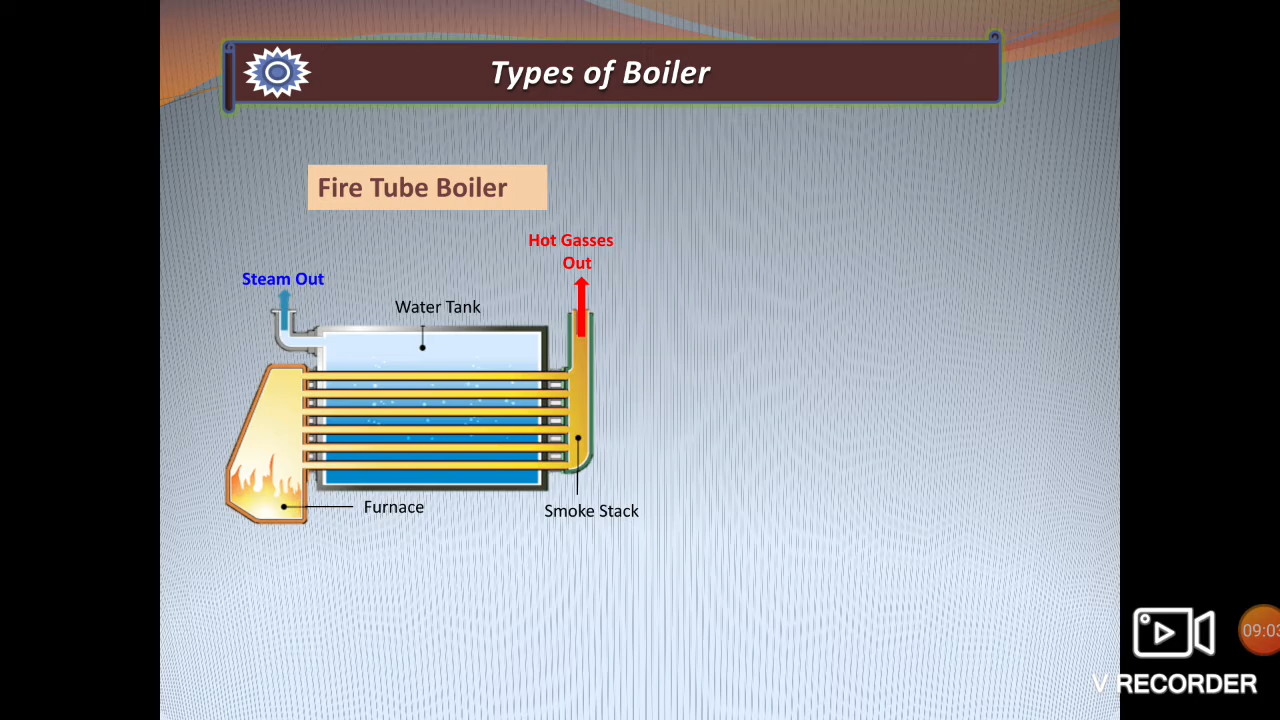 Types of Boiler
Fire Tube Boiler
Hot Gasses
Out
Steam Out
Water Tank
Furnace
Smoke Stack
09:03
V RECORDER